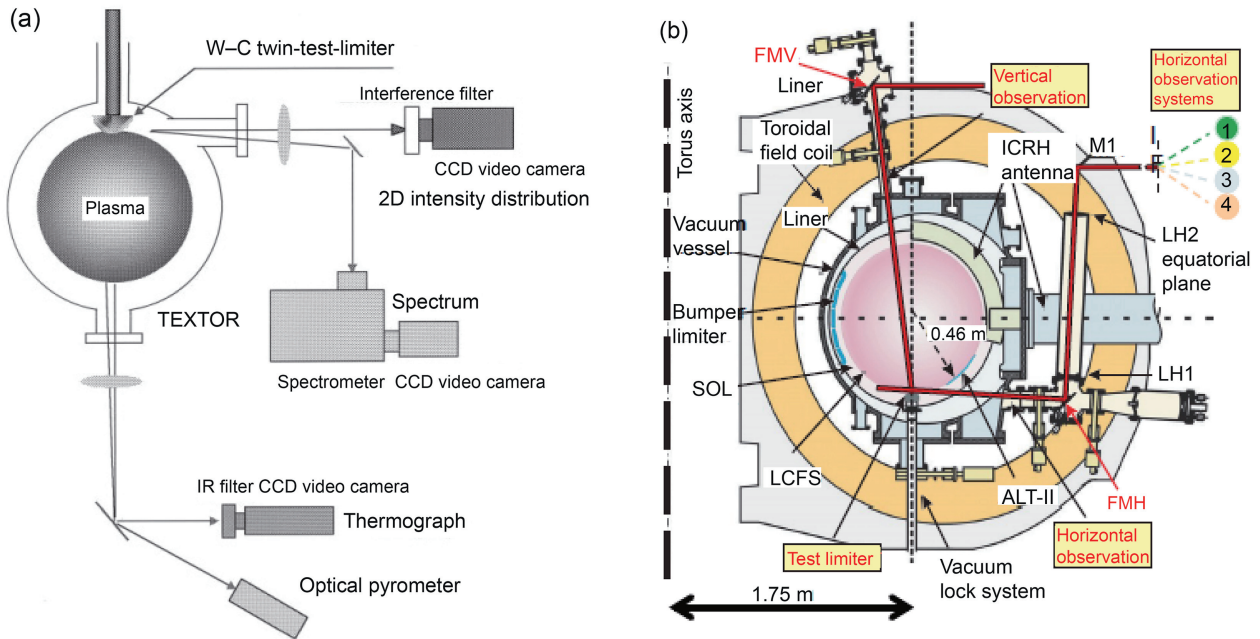 (a)
W–C twin-test-limiter
Interference filter
CCD video camera
2D intensity distribution
Plasma
TEXTOR
Spectrum
Spectrometer CCD video camera
IR filter CCD video camera
Thermograph
Optical pyrometer
(b)
FMV
Liner
Vertical
observation
Horizontal
observation
systems
1
2
3
4
Torus axis
Toroidal
field coil
ICRH
antenna
M1
Liner
Vacuum
vessel
LH2
equatorial
plane
Bumper
limiter
0.46 m
SOL
LH1
LCFS
ALT-II
FMH
Test limiter
Horizontal
observation
Vacuum
lock system
1.75 m